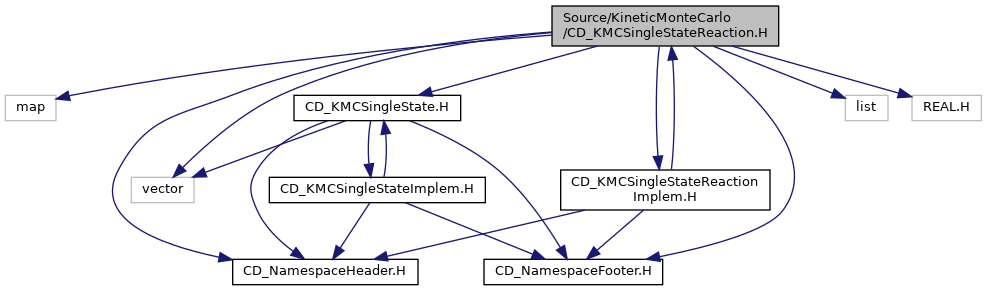 Source/KineticMonteCarlo
/CD_KMCSingleStateReaction.H
map
CD_KMCSingleState.H
list
REAL.H
vector
CD_KMCSingleStateImplem.H
CD_KMCSingleStateReaction
Implem.H
CD_NamespaceHeader.H
CD_NamespaceFooter.H